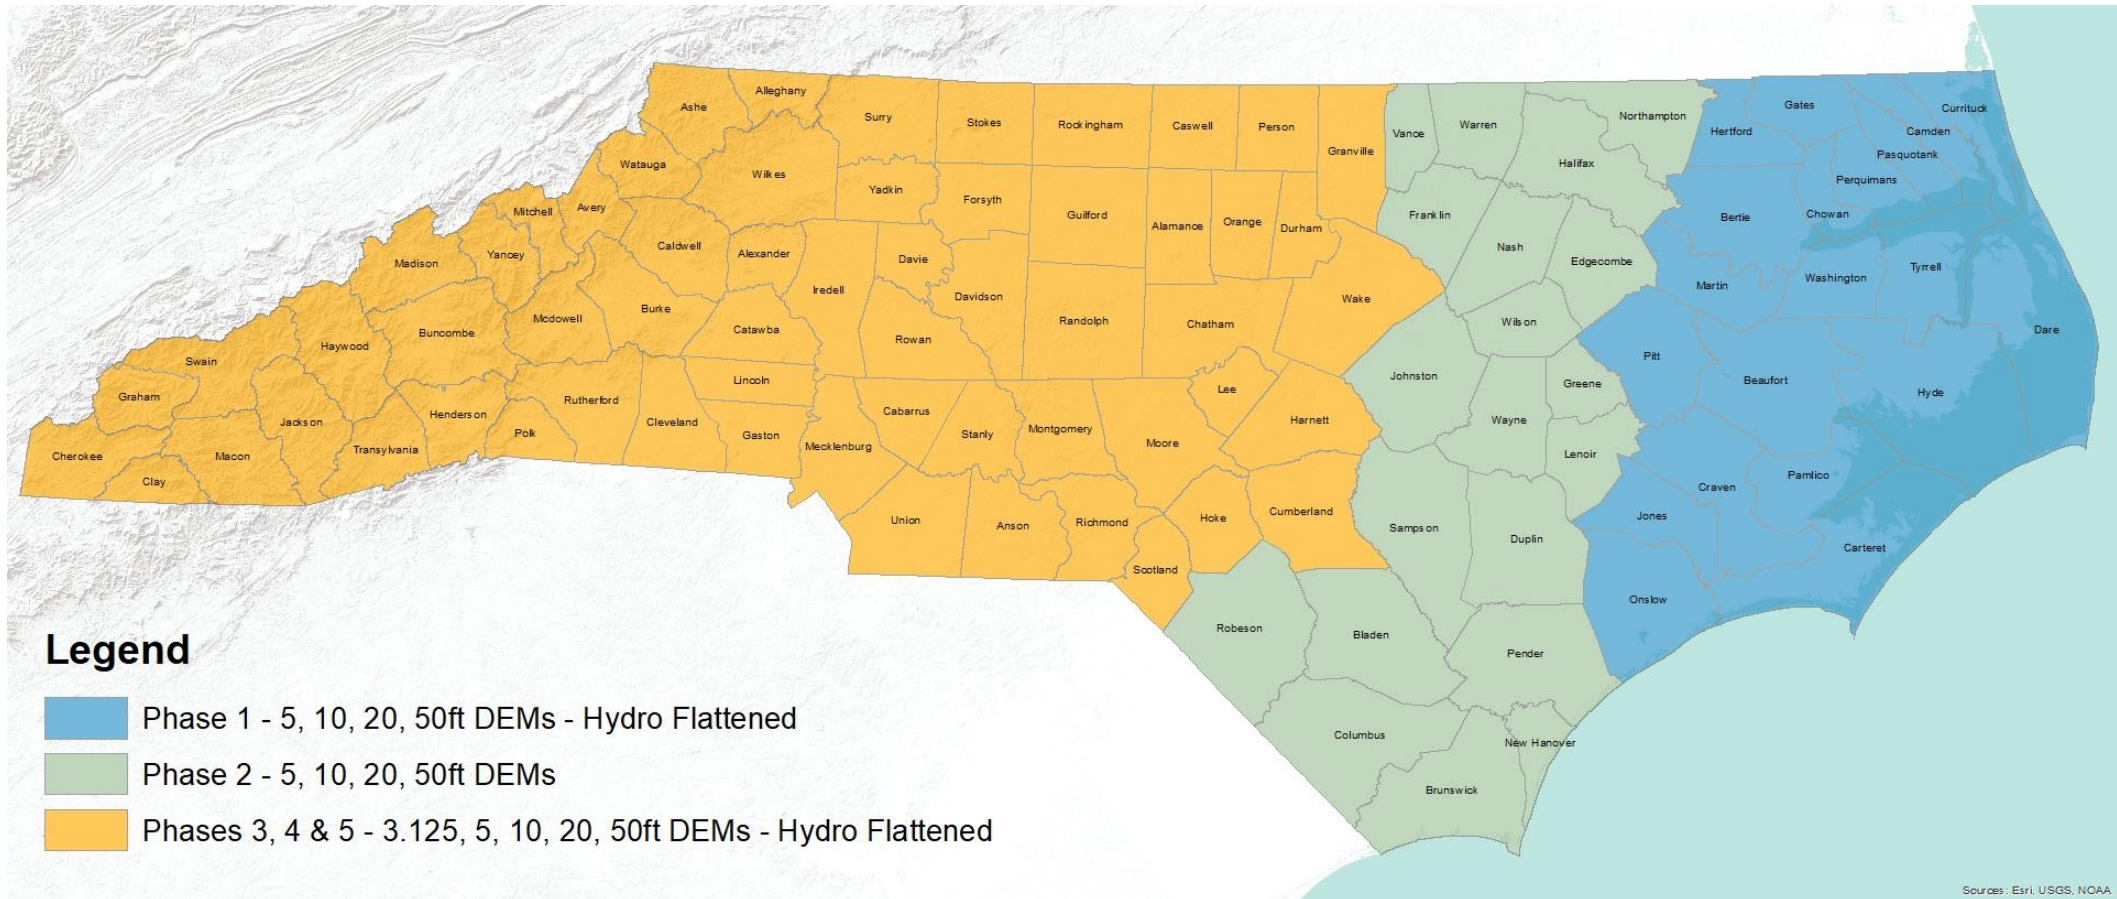 Alleghany
Ashe
Surry
Stokes
Rockingham
Caswell
Person
Granville
Vance
Warren
Northampton
Halifax
Hertford
Gates
Currituck
Camden
Pasquotank
Perquimans
Watauga
Wilkes
Yadkin
Forsyth
Guilford
Alamance
Orange
Durham
Franklin
Nash
Edgecombe
Bertie
Chowan
Mitchell
Avery
Madison
Yancey
Caldwell
Alexander
Iredell
Davie
Davidson
Randolph
Chatham
Wake
Wilson
Martin
Washington
Tyrrell
Dare
Swain
Haywood
Buncombe
Mcdowell
Burke
Catawba
Rowan
Lincoln
Lee
Johnston
Greene
Pitt
Beaufort
Hyde
Graham
Jackson
Henderson
Rutherford
Polk
Cleveland
Gaston
Cabarrus
Mecklenburg
Stanly
Montgomery
Moore
Harnett
Wayne
Lenoir
Cherokee
Clay
Macon
Transylvania
Craven
Pamlico
Jones
Carteret
Union
Anson
Richmond
Hoke
Cumberland
Sampson
Duplin
Scotland
Onslow
Robeson
Bladen
Pender
Columbus
New Hanover
Brunswick
Legend
Phase 1 - 5, 10, 20, 50ft DEMs - Hydro Flattened
Phase 2 - 5, 10, 20, 50ft DEMs
Phases 3, 4 & 5 - 3.125, 5, 10, 20, 50ft DEMs - Hydro Flattened
Sources: Esri, USGS, NOAA